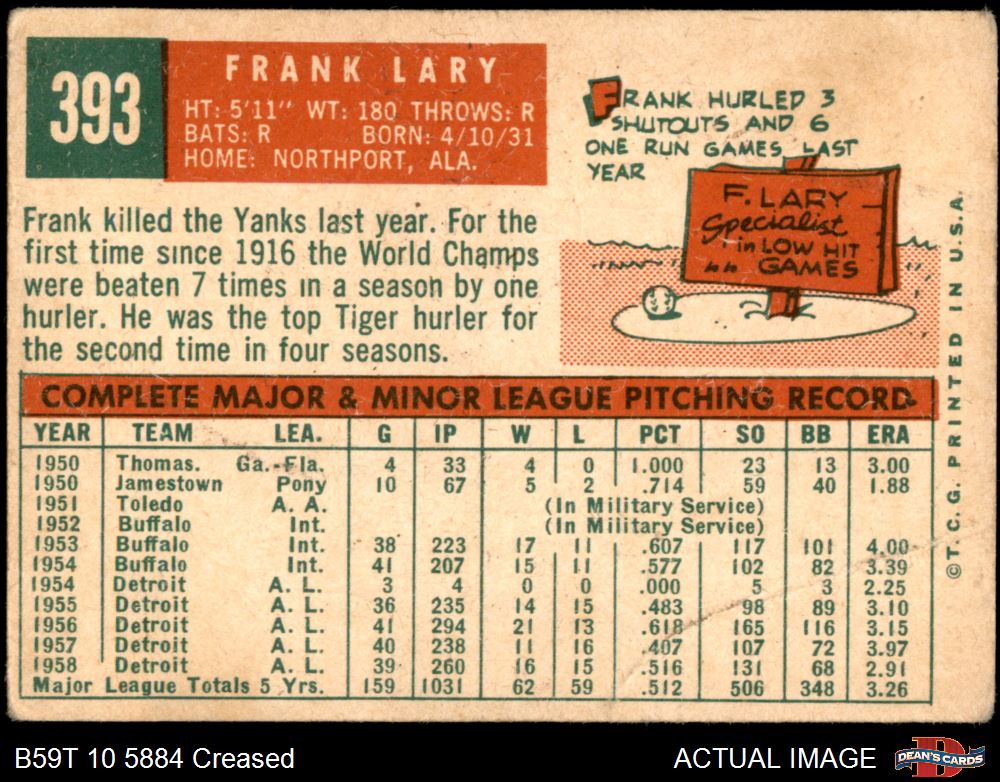 393
FRANK LARY
HT: 5'11" WT: 180 THROWS: R
BATS: R BORN: 4/10/31
HOME: NORTHPORT, ALA.
FRANK HURLED 3
SHUTOUTS AND 6
ONE RUN GAMES LAST
YEAR
F. LARY
Specialist
in LOW HIT
" " GAMES
Frank killed the Yanks last year. For the
first time since 1916 the World Champs
were beaten 7 times in a season by one
hurler. He was the top Tiger hurler for
the second time in four seasons.
COMPLETE MAJOR & MINOR LEAGUE PITCHING RECORD
YEAR TEAM LEA. G IP W L PCT SO BB ERA
1950 Thomas. Ga.-Fla. 4 33 4 0 1.000 23 13 3.00
1950 Jamestown Pony 10 67 5 2 .714 59 40 1.88
1951 Toledo A. A. (In Military Service)
1952 Buffalo Int. (In Military Service)
1953 Buffalo Int. 38 223 17 11 .607 117 101 4.00
1954 Buffalo Int. 41 207 15 11 .577 102 82 3.39
1954 Detroit A. L. 3 4 0 0 .000 5 3 2.25
1955 Detroit A. L. 36 235 14 15 .483 98 89 3.10
1956 Detroit A. L. 41 294 21 13 .618 165 116 3.15
1957 Detroit A. L. 40 238 11 16 .407 107 72 3.97
1958 Detroit A. L. 39 260 16 15 .516 131 68 2.91
Major League Totals 5 Yrs. 159 1031 62 59 .512 506 348 3.26
©T. C. G. PRINTED IN U.S.A.
B59T 10 5884 Creased
ACTUAL IMAGE
DEAN'S CARDS